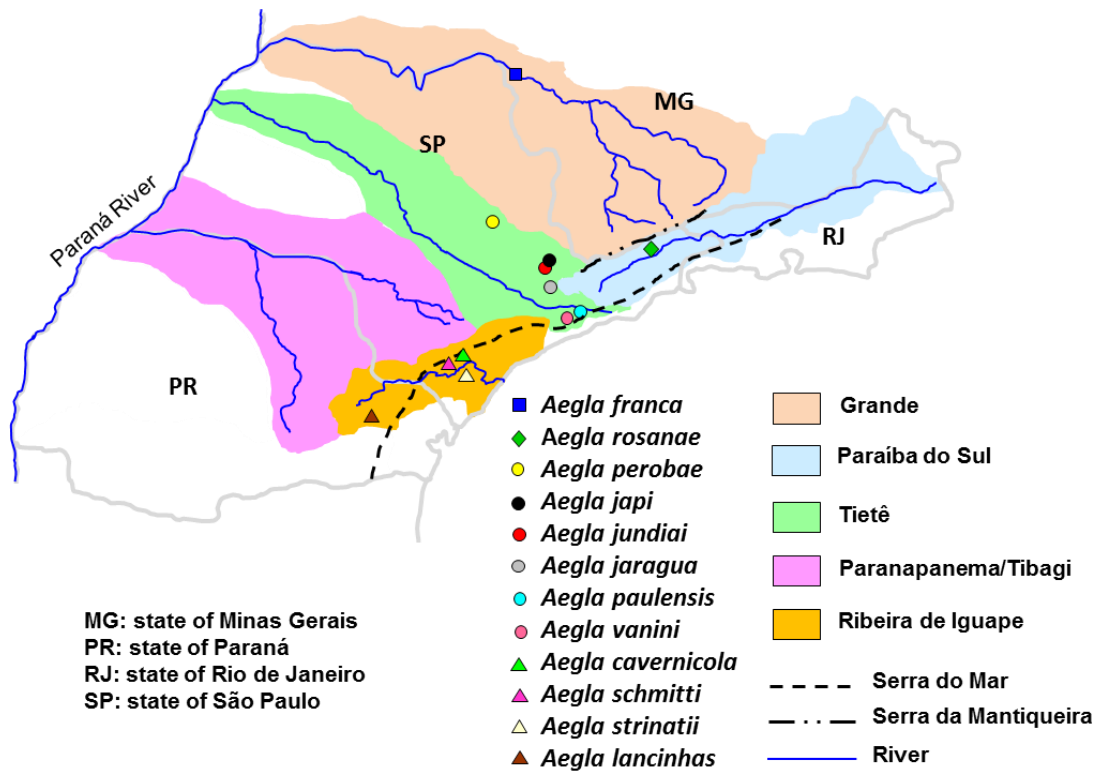 MG
SP
Paraná River
RJ
PR
Aegla franca
Aegla rosanae
Aegla perobae
Aegla japi
Aegla jundiai
Aegla jaragua
Aegla paulensis
Aegla vanini
Aegla cavernicola
Aegla schmitti
Aegla strinatii
Aegla lancinhas
Grande
Paraíba do Sul
Tietê
Paranapanema/Tibagi
Ribeira de Iguape
Serra do Mar
Serra da Mantiqueira
River
MG: state of Minas Gerais
PR: state of Paraná
RJ: state of Rio de Janeiro
SP: state of São Paulo